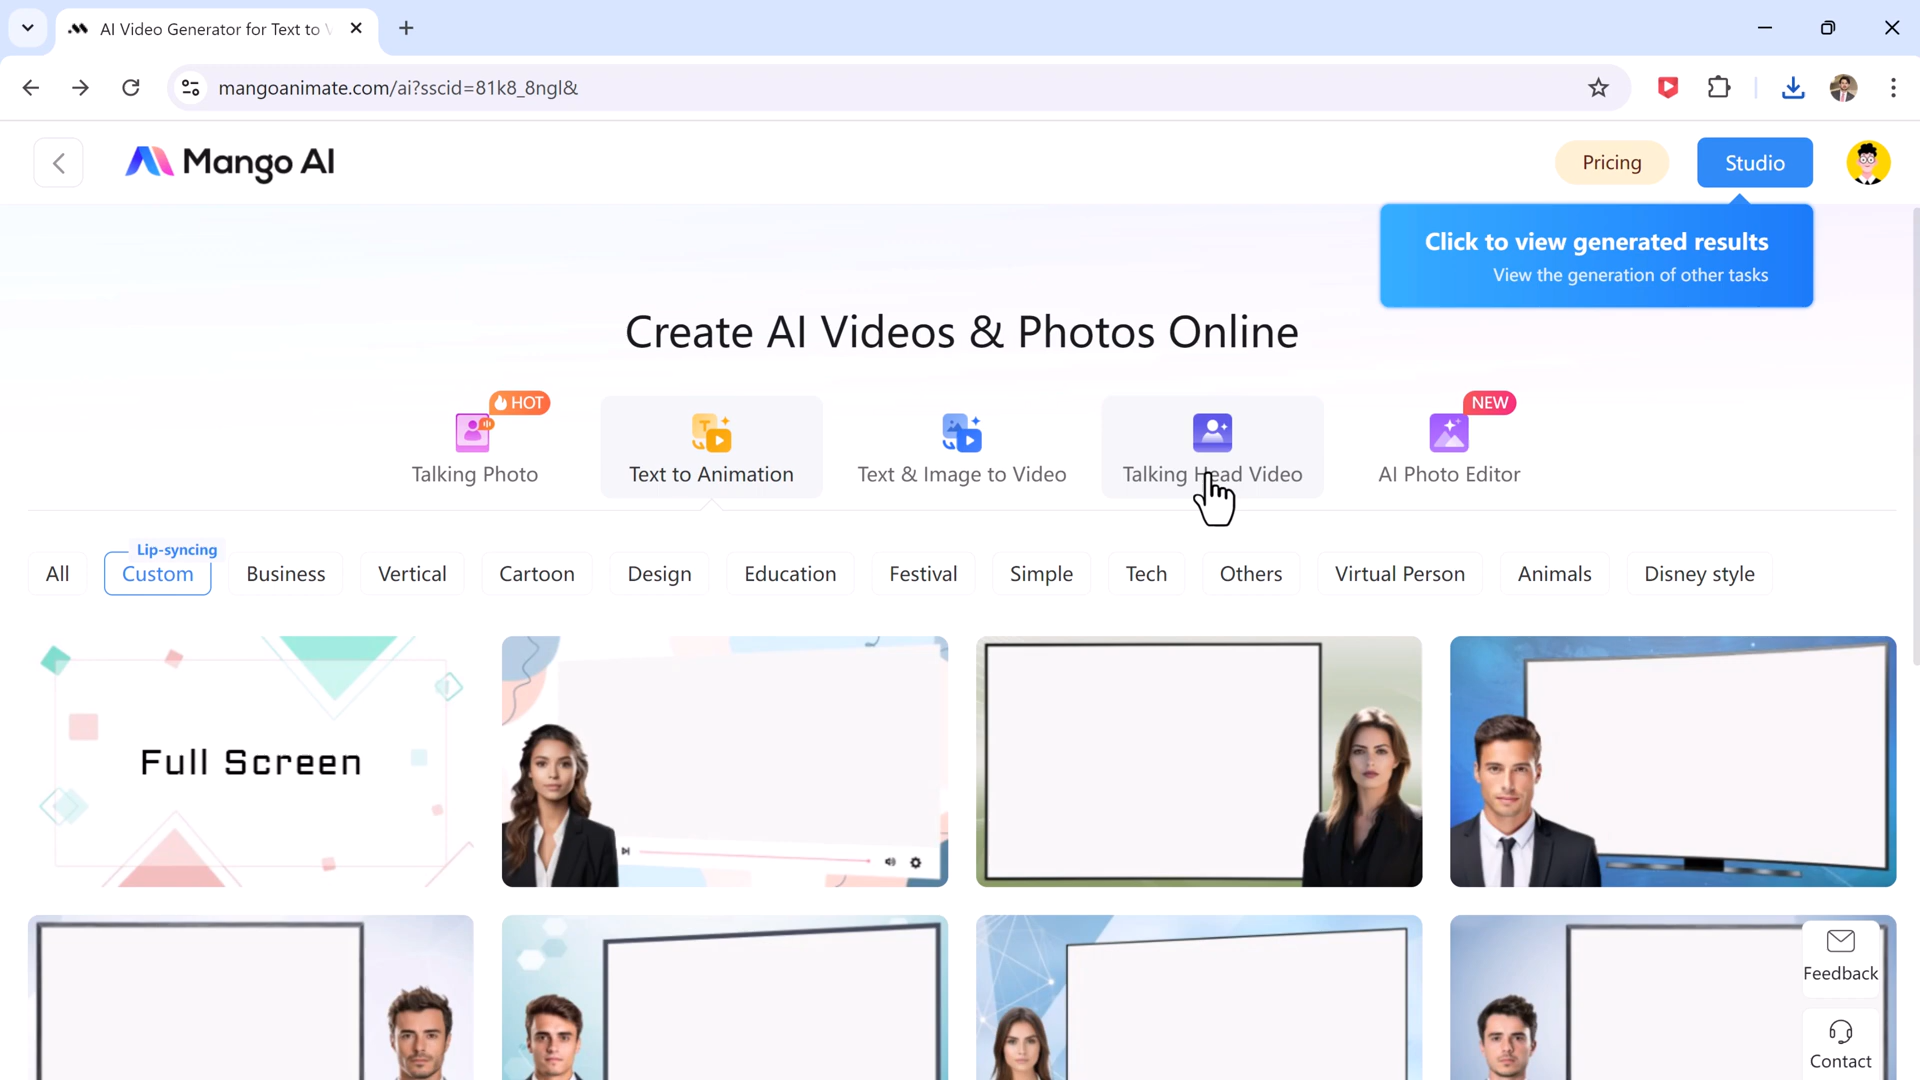 AI Video Generator for Text to V
mangoanimate.com/ai?sscid=81k8_8ngl&
Mango AI
Pricing
Studio
Click to view generated results
View the generation of other tasks
Create AI Videos & Photos Online
HOT
NEW
Talking Photo
Text to Animation
Text & Image to Video
Talking Head Video
AI Photo Editor
Lip-syncing
All
Custom
Business
Vertical
Cartoon
Design
Education
Festival
Simple
Tech
Others
Virtual Person
Animals
Disney style
Full Screen
Feedback
Contact